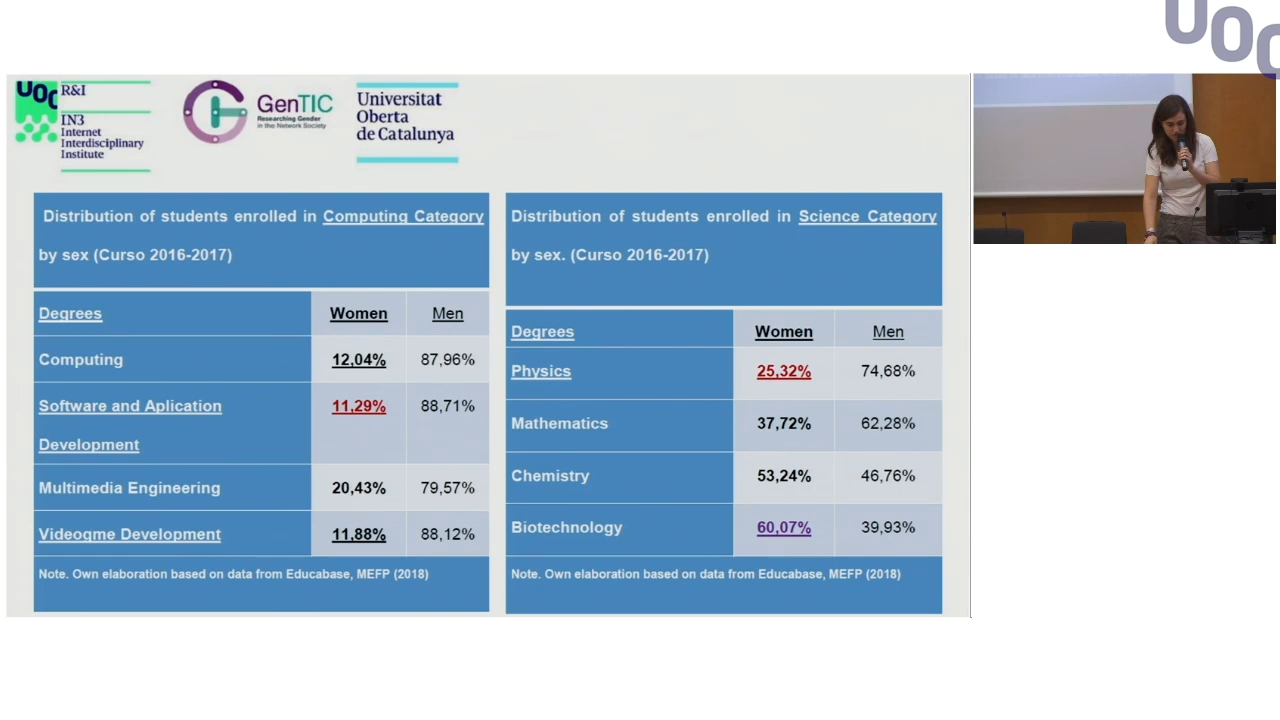 UOC
UOC
R&I
IN3
Internet
Interdisciplinary
Institute
GenTIC
Researching Gender
in the Network Society
Universitat
Oberta
de Catalunya
Distribution of students enrolled in Computing Category
by sex (Curso 2016-2017)
Degrees Women Men
Computing 12,04% 87,96%
Software and Aplication
Development 11,29% 88,71%
Multimedia Engineering 20,43% 79,57%
Videogme Development 11,88% 88,12%
Note. Own elaboration based on data from Educabase, MEFP (2018)
Distribution of students enrolled in Science Category
by sex. (Curso 2016-2017)
Degrees Women Men
Physics 25,32% 74,68%
Mathematics 37,72% 62,28%
Chemistry 53,24% 46,76%
Biotechnology 60,07% 39,93%
Note. Own elaboration based on data from Educabase, MEFP (2018)